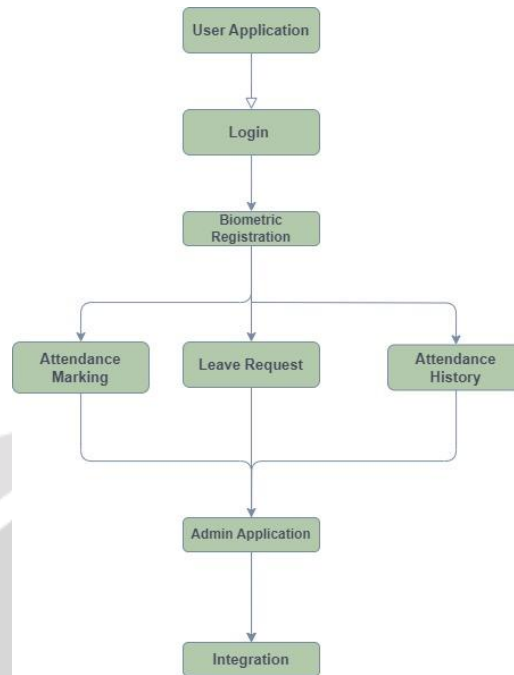 User Application
Login
Biometric
Registration
Attendance
Marking
Leave Request
Attendance
History
Admin Application
Integration